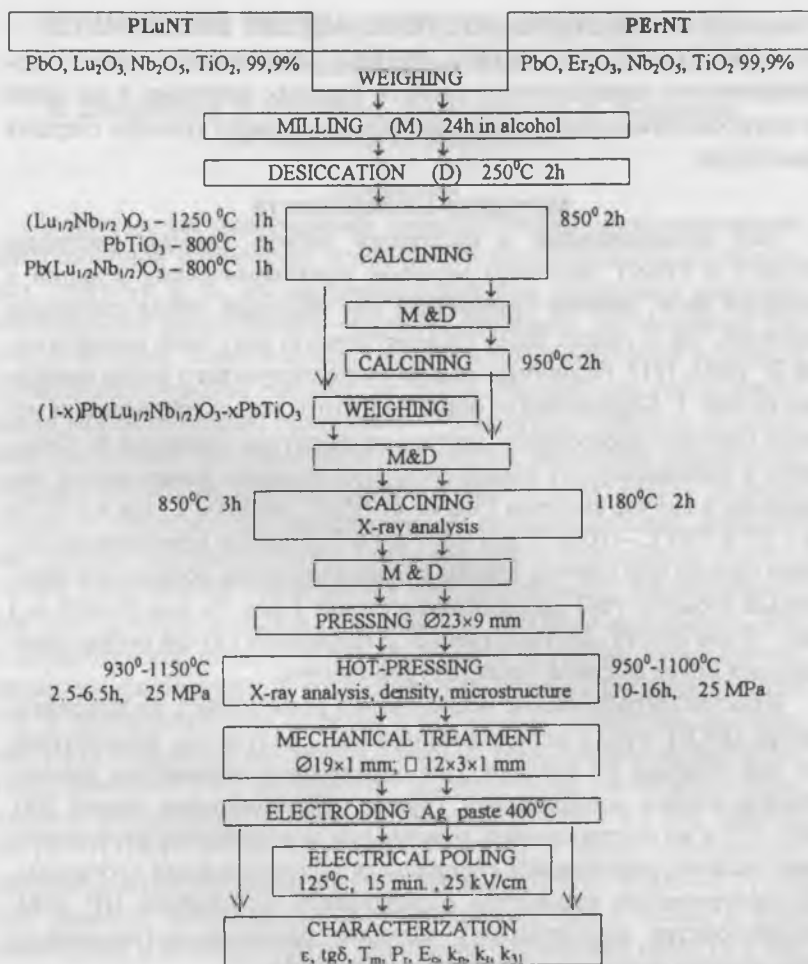 PLuNT PErNT
PbO, Lu₂O₃, Nb₂O₅, TiO₂, 99,9% PbO, Er₂O₃, Nb₂O₅, TiO₂ 99,9%
WEIGHING
MILLING (M) 24h in alcohol
DESICCATION (D) 250⁰C 2h
(Lu₁/₂Nb₁/₂)O₃ – 1250 ⁰C 1h 850⁰ 2h
PbTiO₃ – 800⁰C 1h
CALCINING
Pb(Lu₁/₂Nb₁/₂)O₃ – 800⁰C 1h
M & D
CALCINING 950⁰C 2h
(1-x)Pb(Lu₁/₂Nb₁/₂)O₃-xPbTiO₃ WEIGHING
M&D
850⁰C 3h CALCINING 1180⁰C 2h
X-ray analysis
M & D
PRESSING Ø23×9 mm
930⁰-1150⁰C HOT-PRESSING 950⁰-1100⁰C
2.5-6.5h, 25 MPa X-ray analysis, density, microstructure 10-16h, 25 MPa
MECHANICAL TREATMENT
Ø19×1 mm; □ 12×3×1 mm
ELECTRODING Ag paste 400⁰C
ELECTRICAL POLING
125⁰C, 15 min. , 25 kV/cm
CHARACTERIZATION
ε, tgδ, Tₘ, Pᵣ, E꜀, kₚ, kₜ, k₃₁